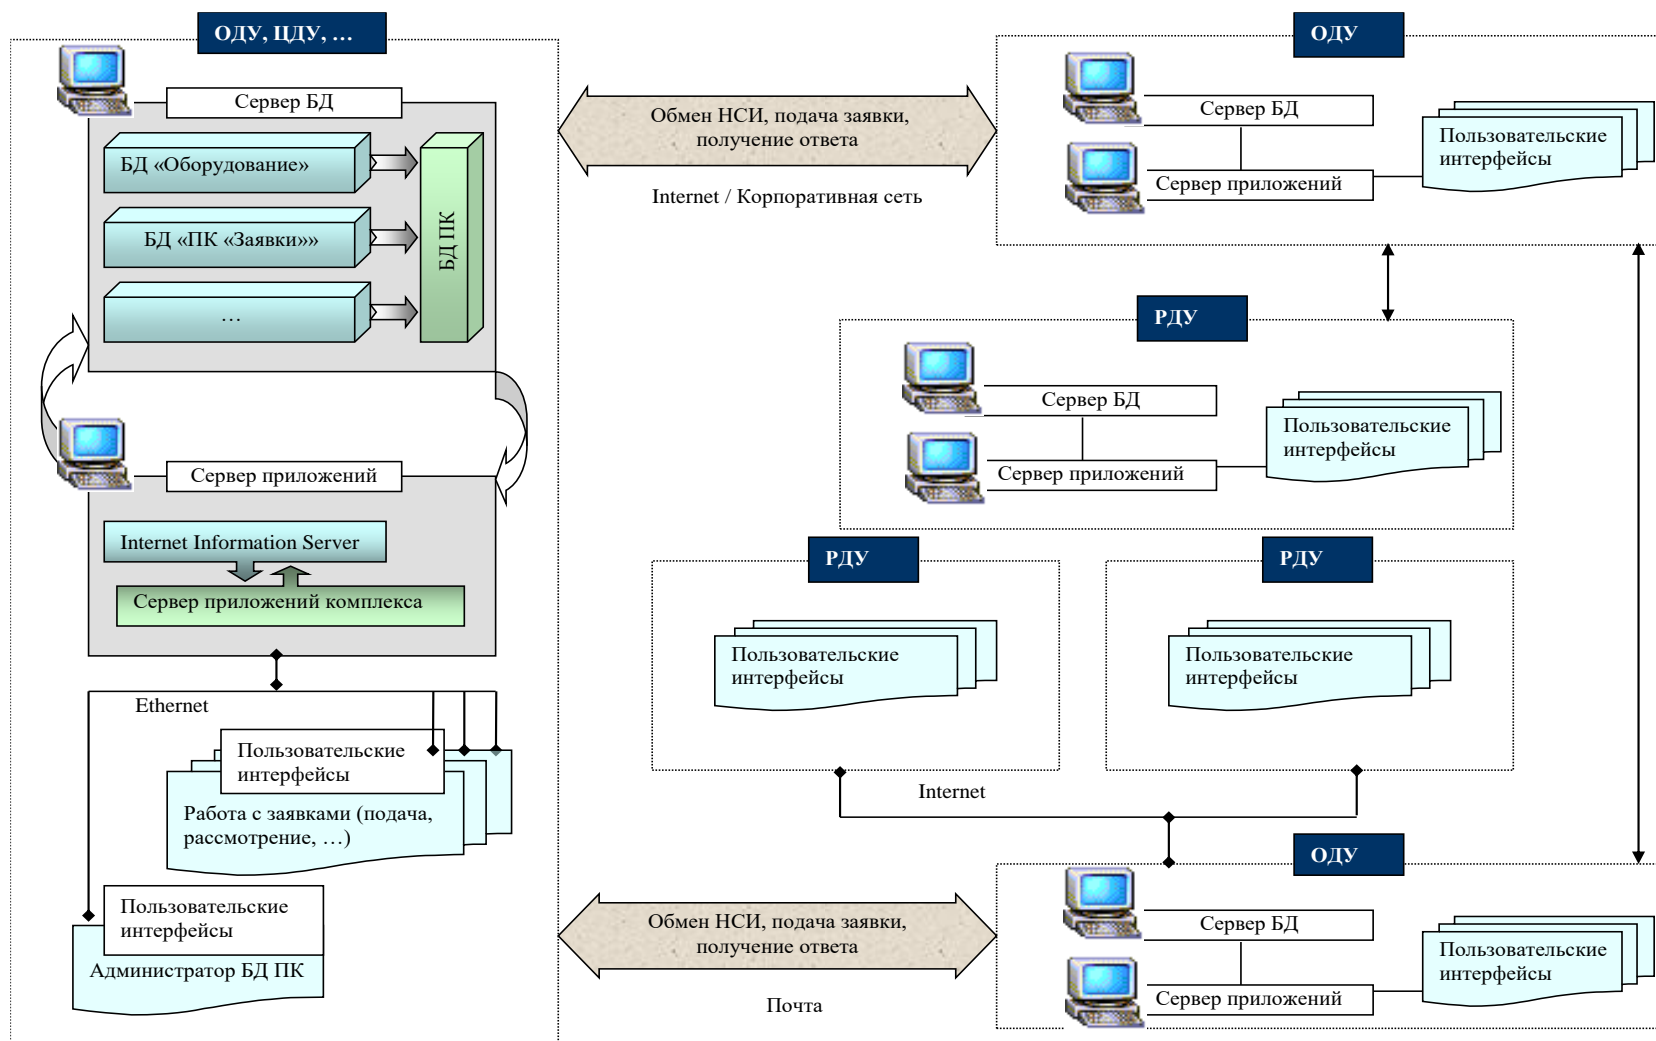 ОДУ, ЦДУ, …
Сервер БД
БД «Оборудование»
БД «ПК «Заявки»»
…
БД ПК
Сервер приложений
Internet Information Server
Сервер приложений комплекса
Ethernet
Пользовательские
интерфейсы
Работа с заявками (подача,
рассмотрение, …)
Пользовательские
интерфейсы
Администратор БД ПК
Обмен НСИ, подача заявки,
получение ответа
Internet / Корпоративная сеть
ОДУ
Сервер БД
Сервер приложений
Пользовательские
интерфейсы
РДУ
Сервер БД
Сервер приложений
Пользовательские
интерфейсы
РДУ
Пользовательские
интерфейсы
РДУ
Пользовательские
интерфейсы
Internet
Обмен НСИ, подача заявки,
получение ответа
Почта
ОДУ
Сервер БД
Сервер приложений
Пользовательские
интерфейсы